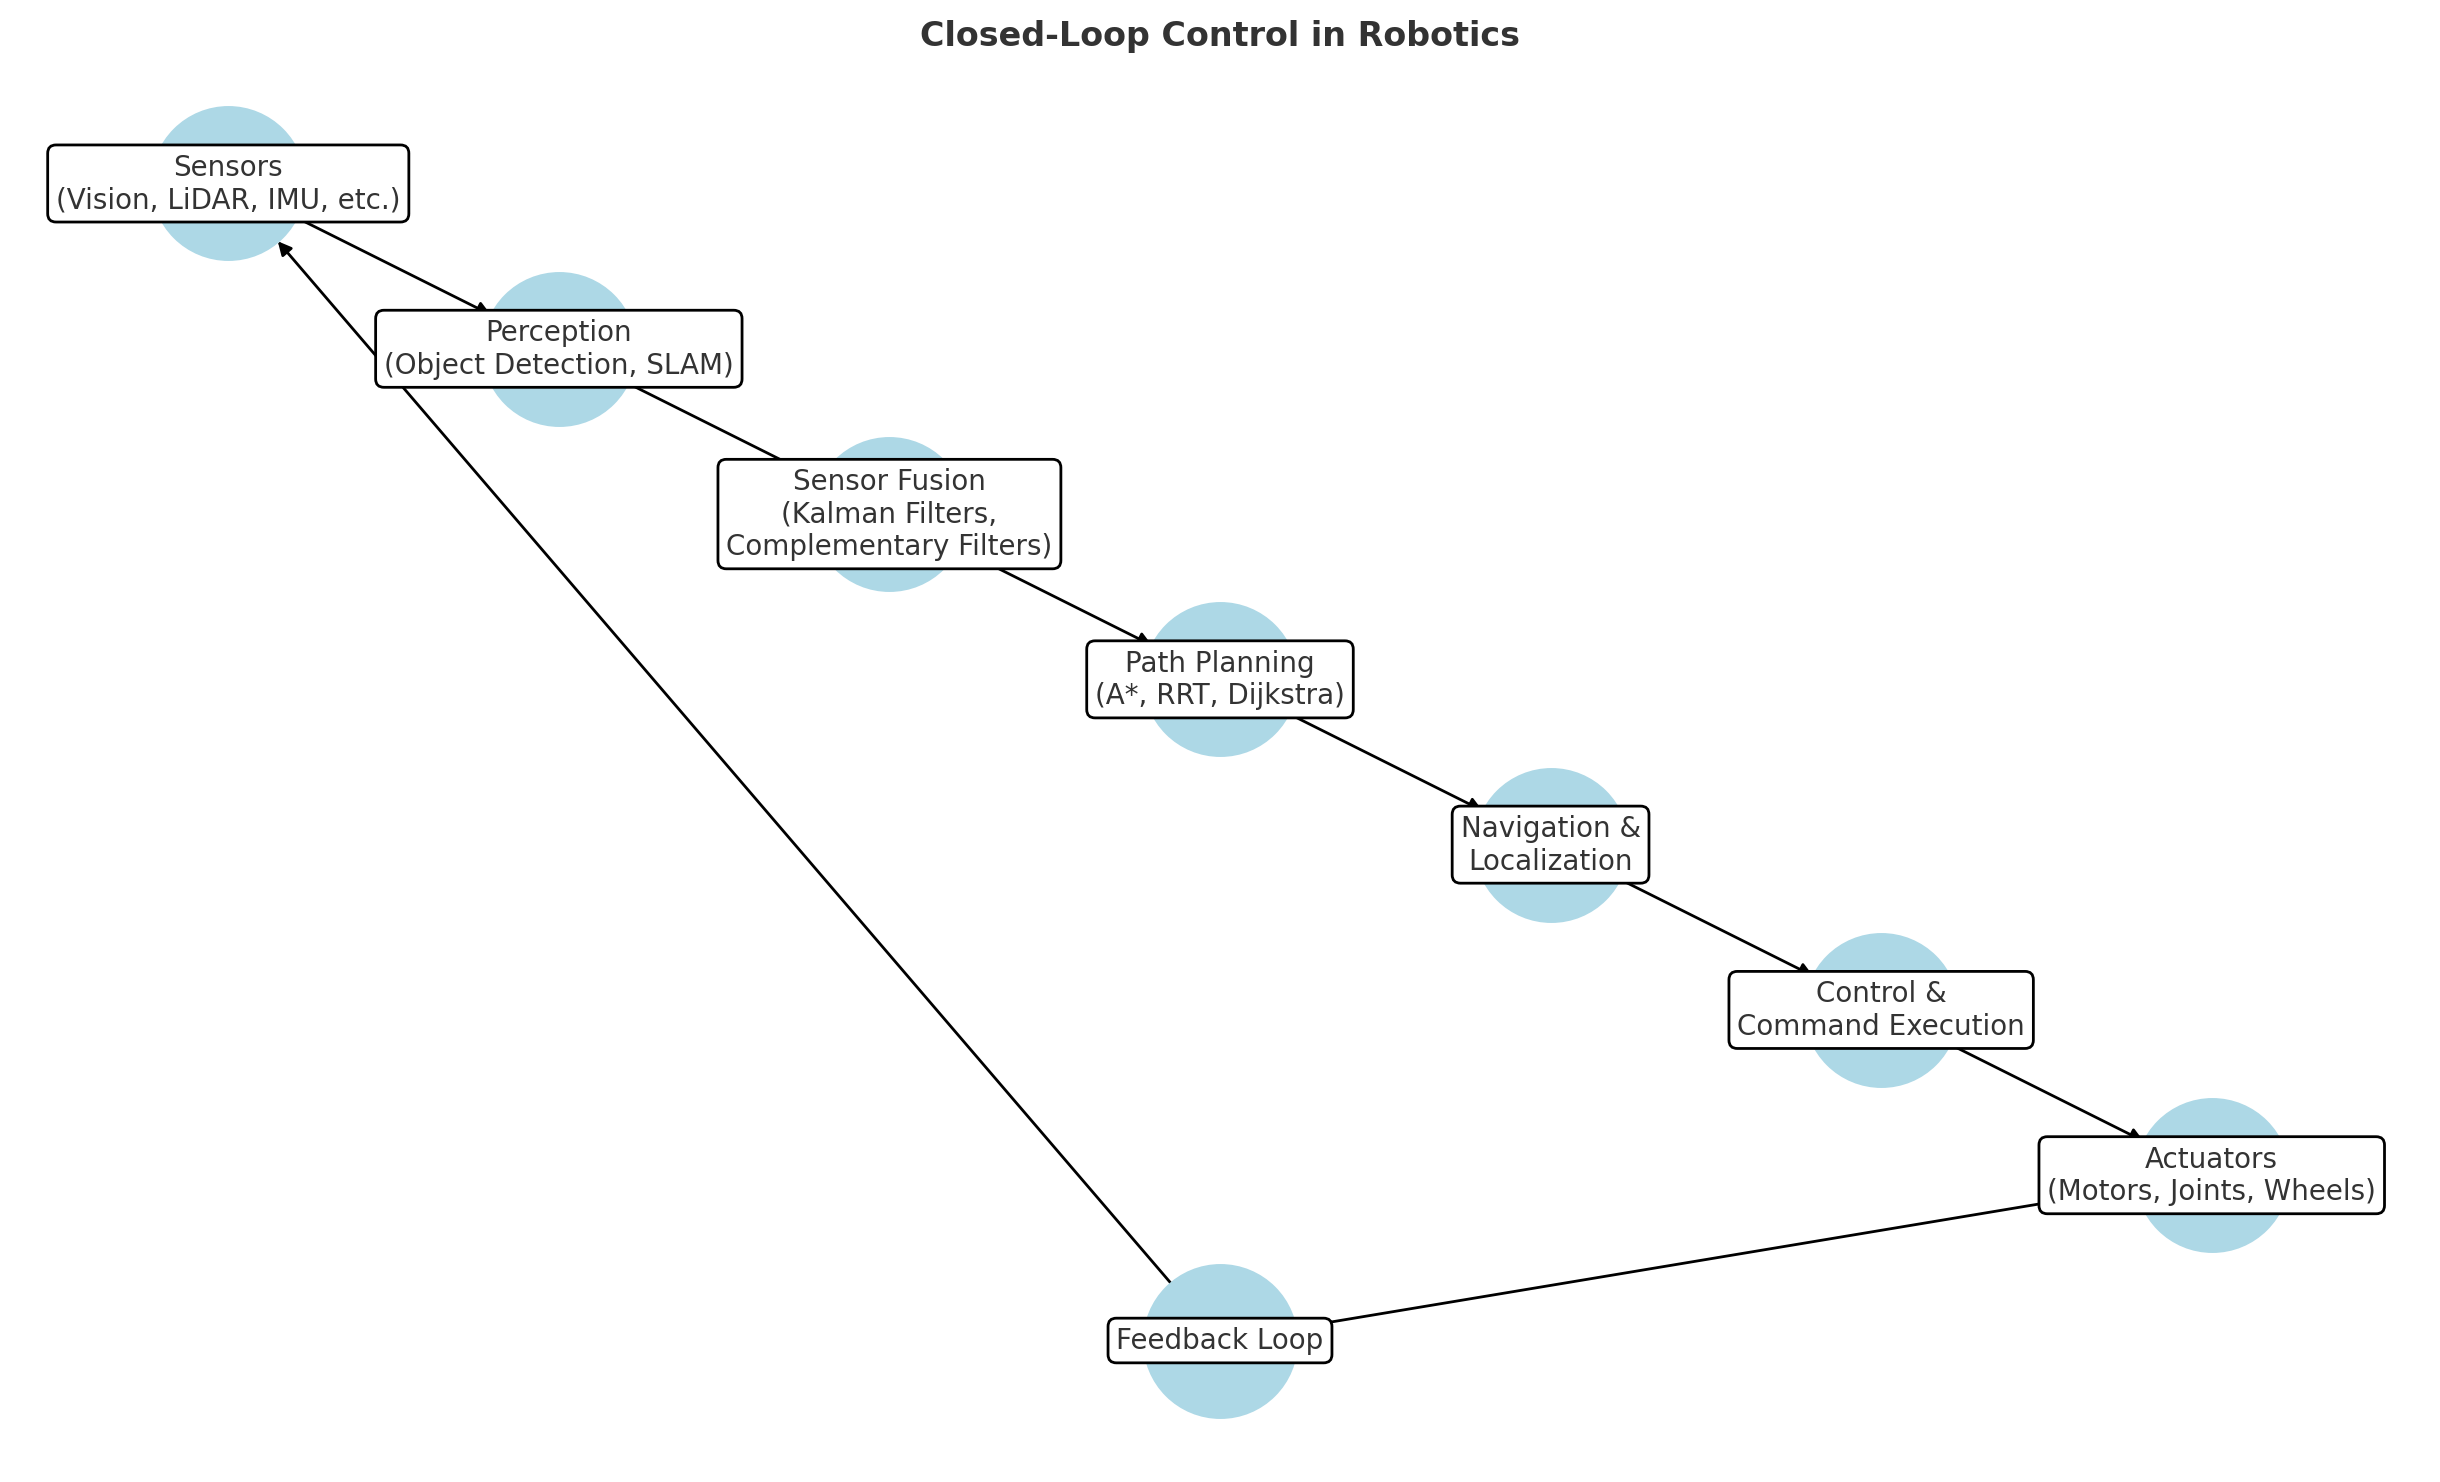 Closed-Loop Control in Robotics
Sensors
(Vision, LiDAR, IMU, etc.)
Perception
(Object Detection, SLAM)
Sensor Fusion
(Kalman Filters,
Complementary Filters)
Path Planning
(A*, RRT, Dijkstra)
Navigation &
Localization
Control &
Command Execution
Actuators
(Motors, Joints, Wheels)
Feedback Loop